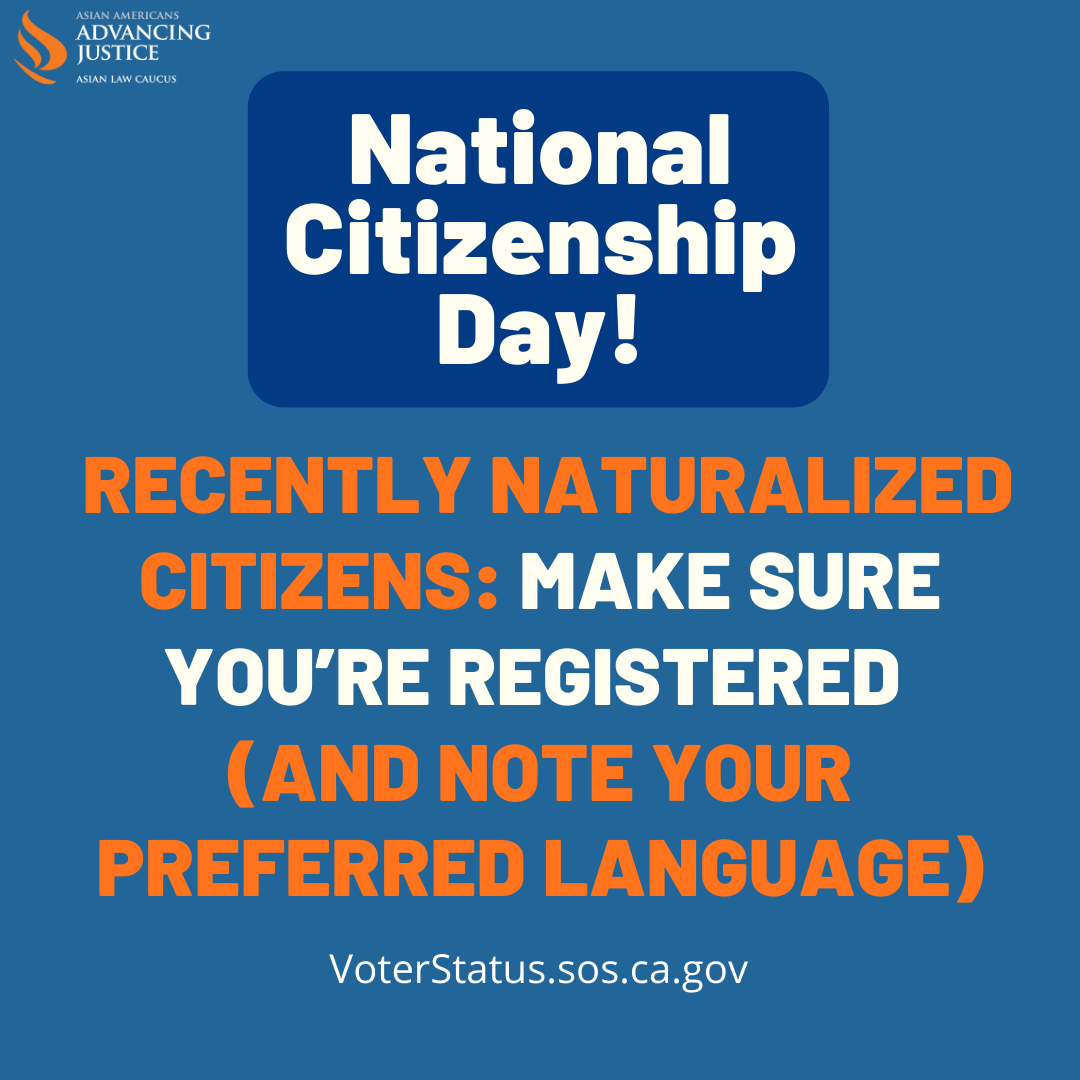 ASIAN AMERICANS
ADVANCING
JUSTICE
ASIAN LAW CAUCUS
National
Citizenship
Day!
RECENTLY NATURALIZED
CITIZENS: MAKE SURE
YOU’RE REGISTERED
(AND NOTE YOUR
PREFERRED LANGUAGE)
VoterStatus.sos.ca.gov